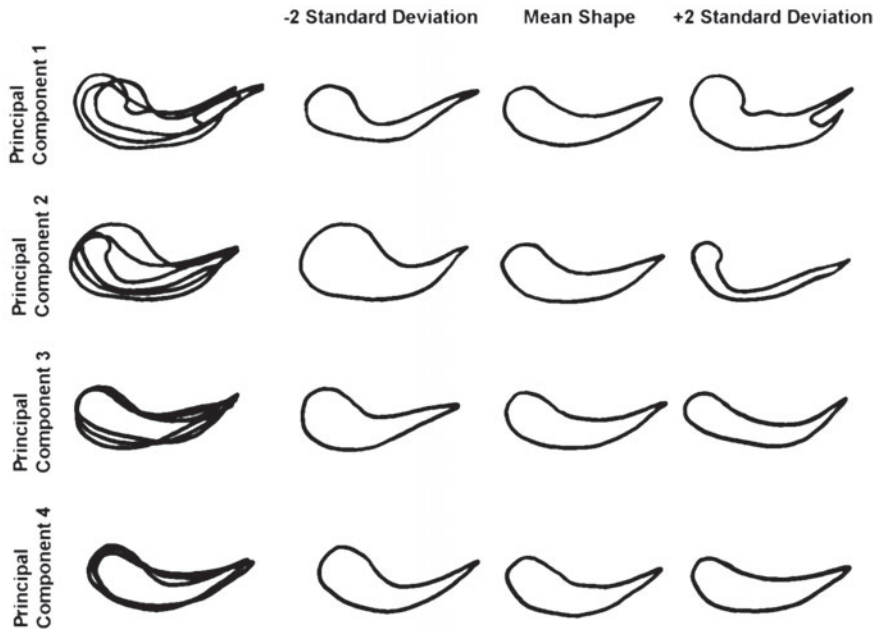 -2 Standard Deviation Mean Shape +2 Standard Deviation
Principal
Component 1
Principal
Component 2
Principal
Component 3
Principal
Component 4